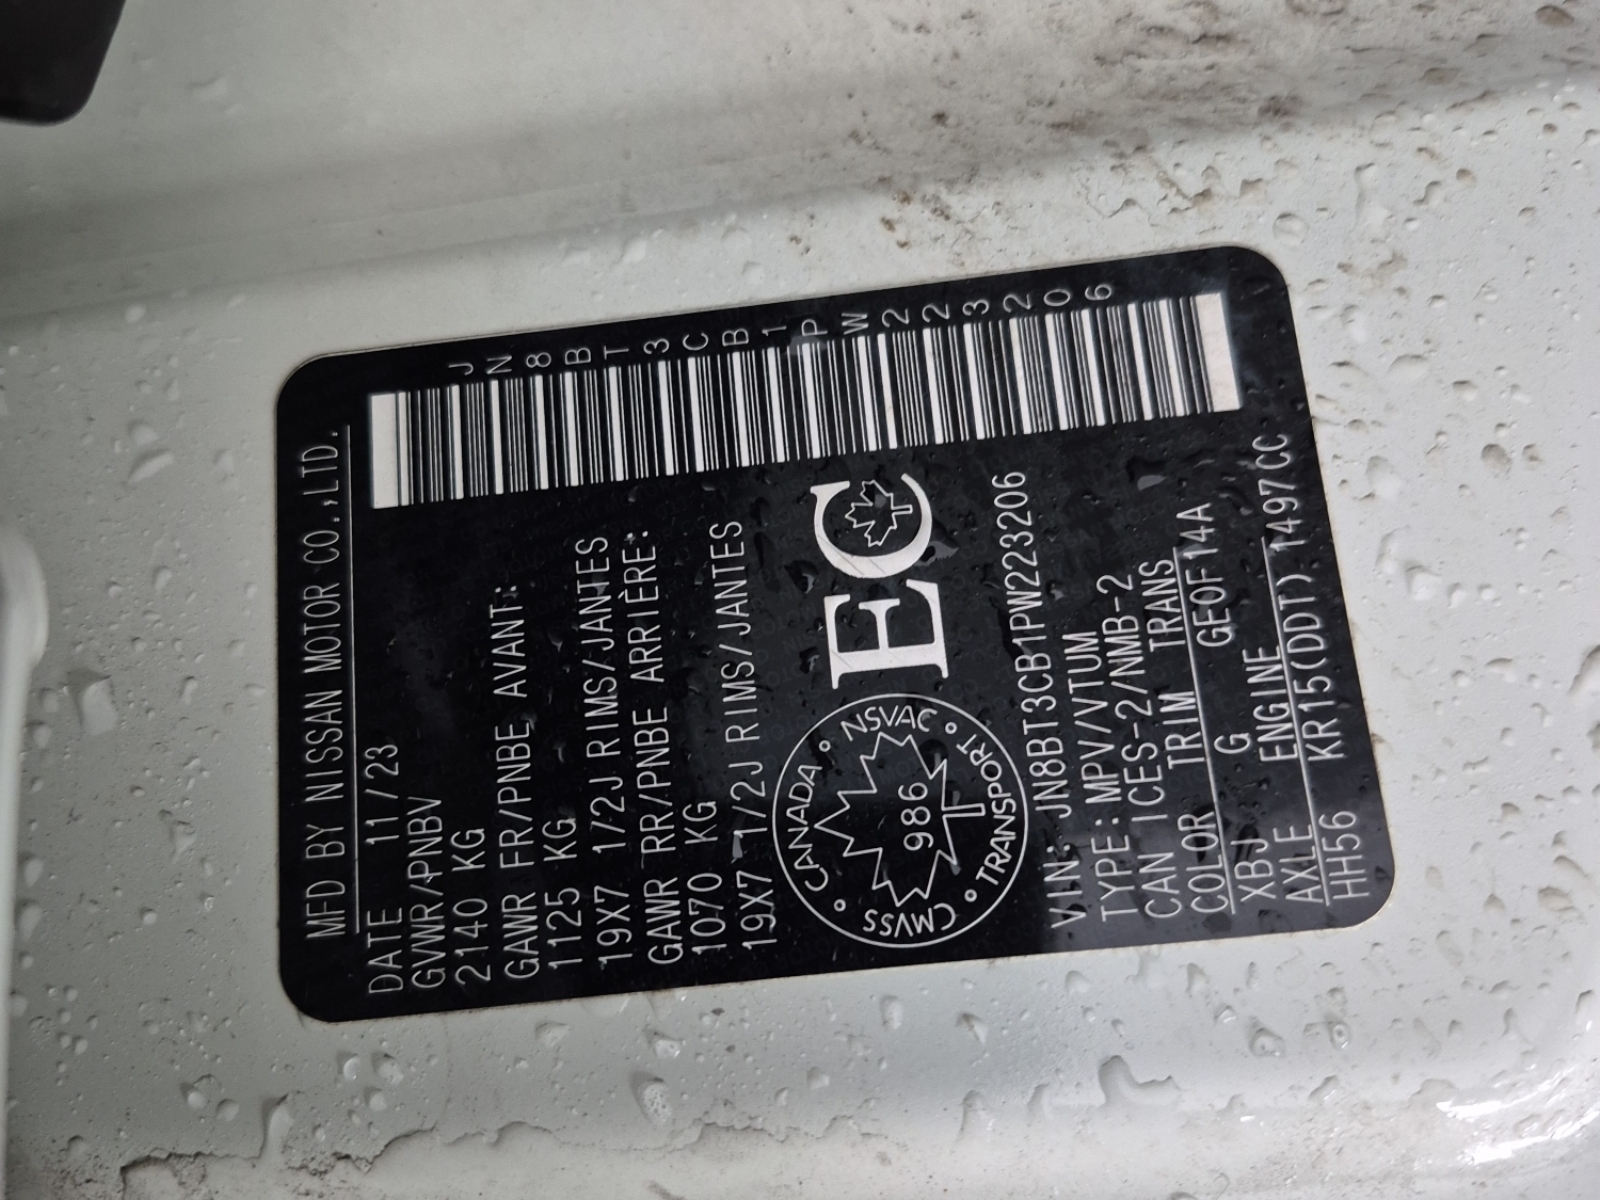 MFD BY NISSAN MOTOR CO.,LTD.
DATE 11/23
GVWR/PNBV
2140 KG
GAWR FR/PNBE AVANT:
1125 KG
19X7 1/2J RIMS/JANTES
GAWR RR/PNBE ARRIÈRE:
1070 KG
19X7 1/2J RIMS/JANTES
JN8BT3CB1PW223206
CANADA • NSVAC • TRANSPORT • CMVSS •
986
EC
VIN: JN8BT3CB1PW223206
TYPE: MPV/VTUM
CAN ICES-2/NMB-2
COLOR TRIM TRANS
XBJ G GE0F14A
AXLE ENGINE
HH56 KR15(DDT) 1497CC